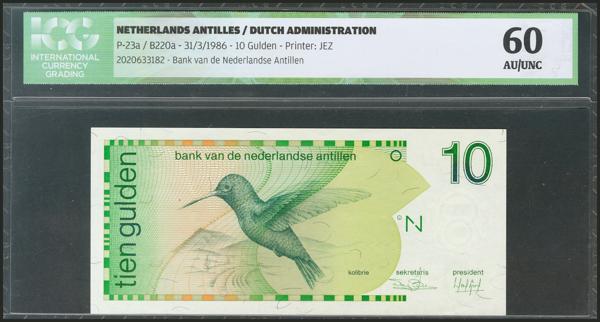 ICG
INTERNATIONAL
CURRENCY
GRADING
NETHERLANDS ANTILLES / DUTCH ADMINISTRATION
P-23a / B220a - 31/3/1986 - 10 Gulden - Printer: JEZ
2020633182 - Bank van de Nederlandse Antillen
60
AU/UNC
tien gulden
bank van de nederlandse antillen
10
N
kolibrie
sekretaris
president